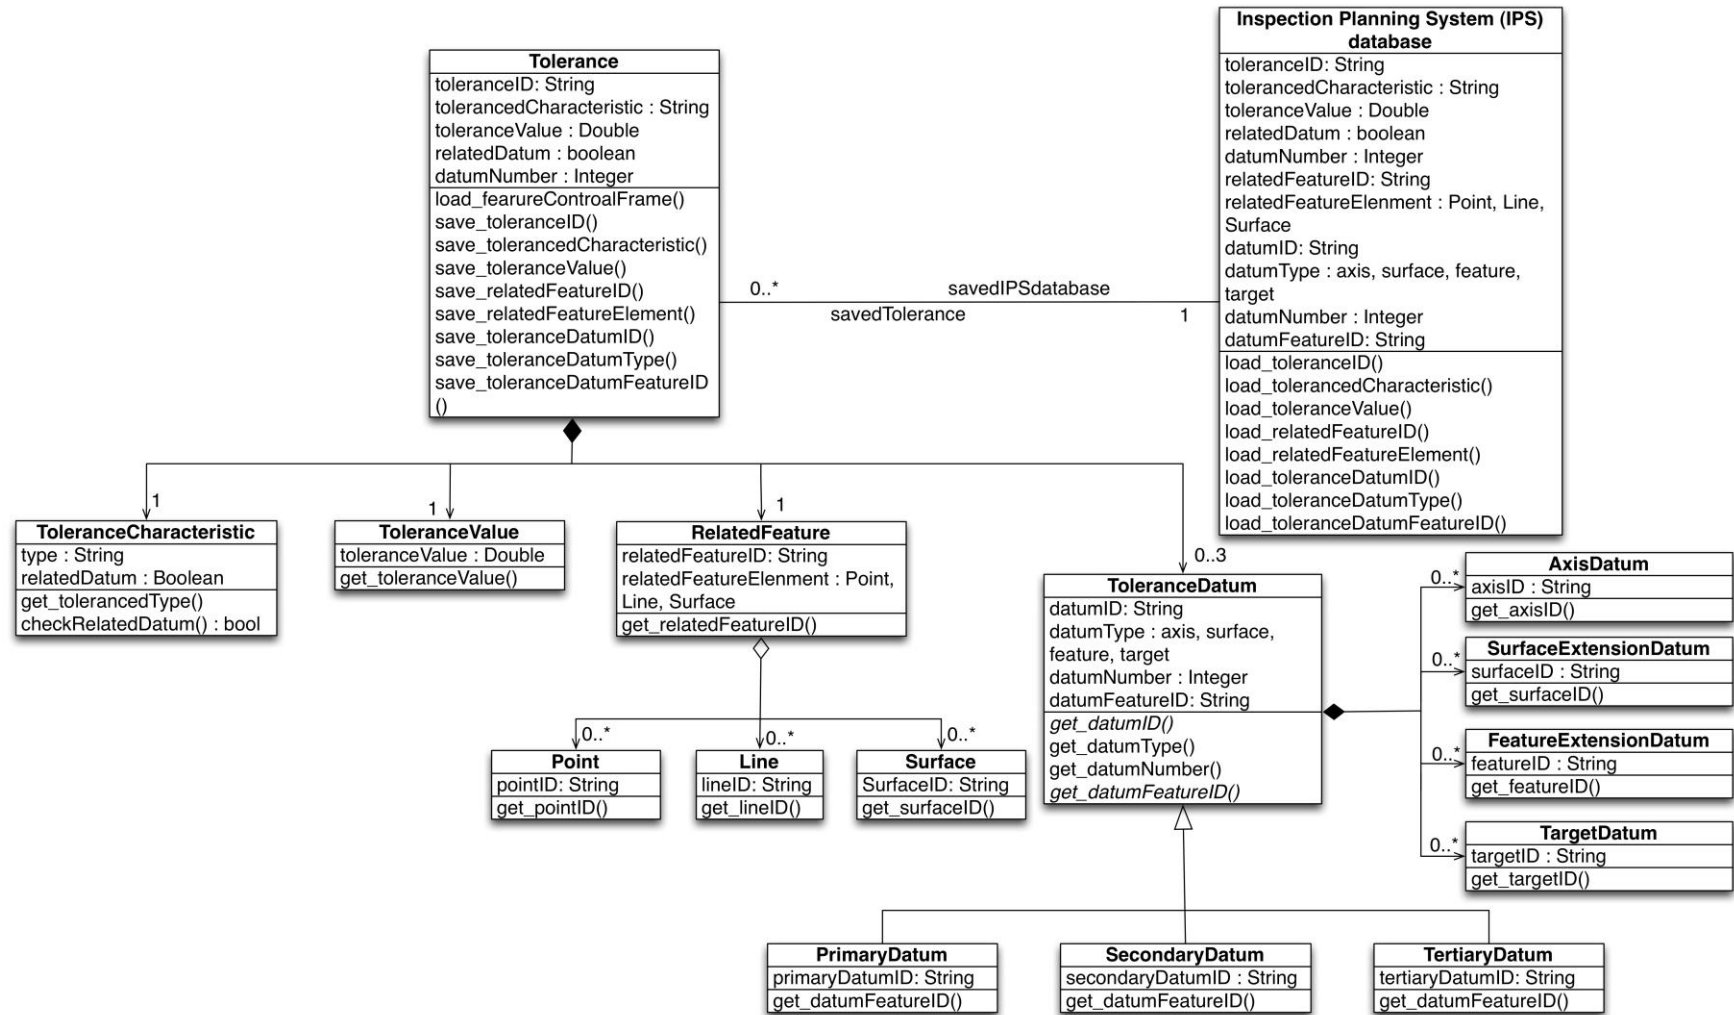 Tolerance
toleranceID: String
tolerancedCharacteristic : String
toleranceValue : Double
relatedDatum : boolean
datumNumber : Integer
load_fearureControalFrame()
save_toleranceID()
save_tolerancedCharacteristic()
save_toleranceValue()
save_relatedFeatureID()
save_relatedFeatureElement()
save_toleranceDatumID()
save_toleranceDatumType()
save_toleranceDatumFeatureID
()
0..*
savedIPSdatabase
savedTolerance
1
Inspection Planning System (IPS)
database
toleranceID: String
tolerancedCharacteristic : String
toleranceValue : Double
relatedDatum : boolean
datumNumber : Integer
relatedFeatureID: String
relatedFeatureElenment : Point, Line,
Surface
datumID: String
datumType : axis, surface, feature,
target
datumNumber : Integer
datumFeatureID: String
load_toleranceID()
load_tolerancedCharacteristic()
load_toleranceValue()
load_relatedFeatureID()
load_relatedFeatureElement()
load_toleranceDatumID()
load_toleranceDatumType()
load_toleranceDatumFeatureID()
1
ToleranceCharacteristic
type : String
relatedDatum : Boolean
get_tolerancedType()
checkRelatedDatum() : bool
1
ToleranceValue
toleranceValue : Double
get_toleranceValue()
1
RelatedFeature
relatedFeatureID: String
relatedFeatureElenment : Point,
Line, Surface
get_relatedFeatureID()
0..3
ToleranceDatum
datumID: String
datumType : axis, surface,
feature, target
datumNumber : Integer
datumFeatureID: String
get_datumID()
get_datumType()
get_datumNumber()
get_datumFeatureID()
0..*
AxisDatum
axisID : String
get_axisID()
0..*
SurfaceExtensionDatum
surfaceID : String
get_surfaceID()
0..*
FeatureExtensionDatum
featureID : String
get_featureID()
0..*
TargetDatum
targetID : String
get_targetID()
0..*
Point
pointID: String
get_pointID()
0..*
Line
lineID: String
get_lineID()
0..*
Surface
SurfaceID: String
get_surfaceID()
PrimaryDatum
primaryDatumID: String
get_datumFeatureID()
SecondaryDatum
secondaryDatumID : String
get_datumFeatureID()
TertiaryDatum
tertiaryDatumID: String
get_datumFeatureID()